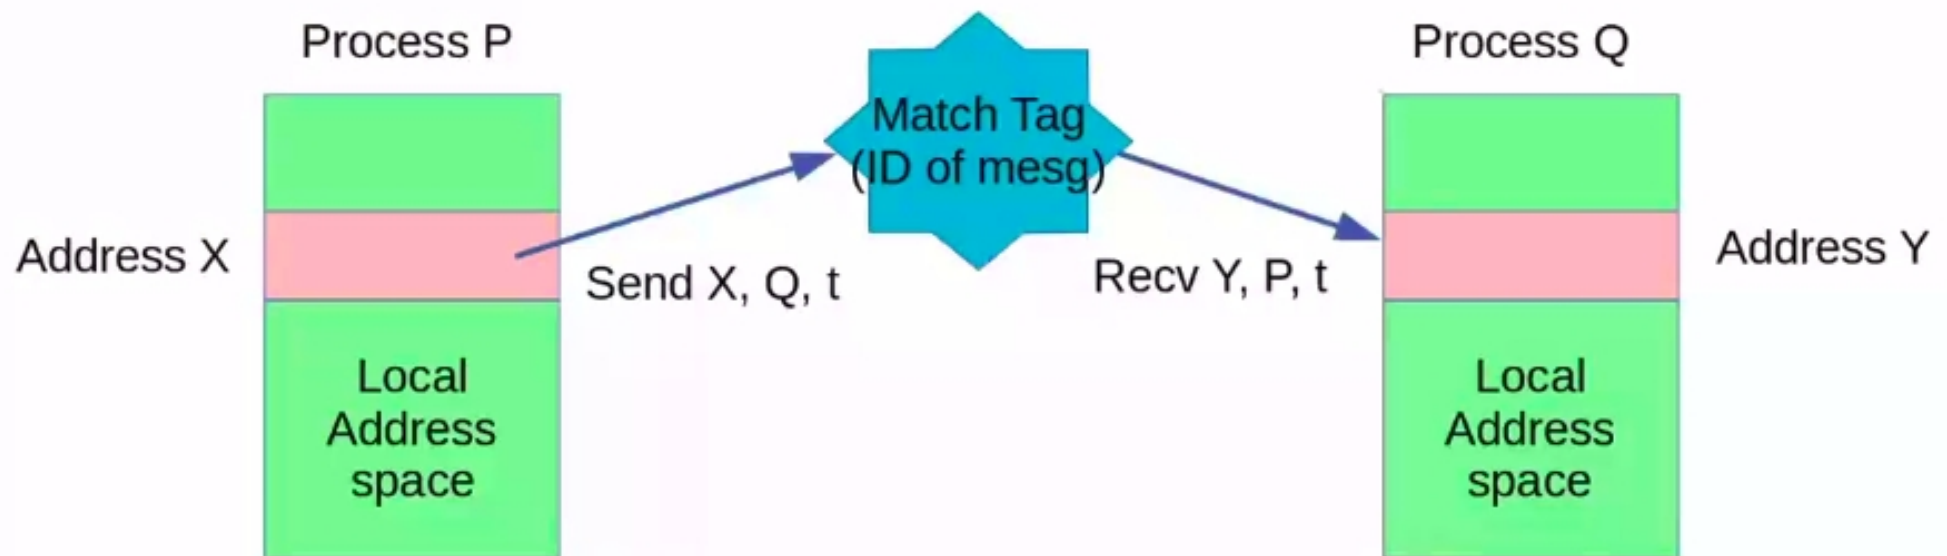 Process P
Process Q
Match Tag
(ID of mesg)
Address X
Send X, Q, t
Recv Y, P, t
Address Y
Local
Address
space
Local
Address
space